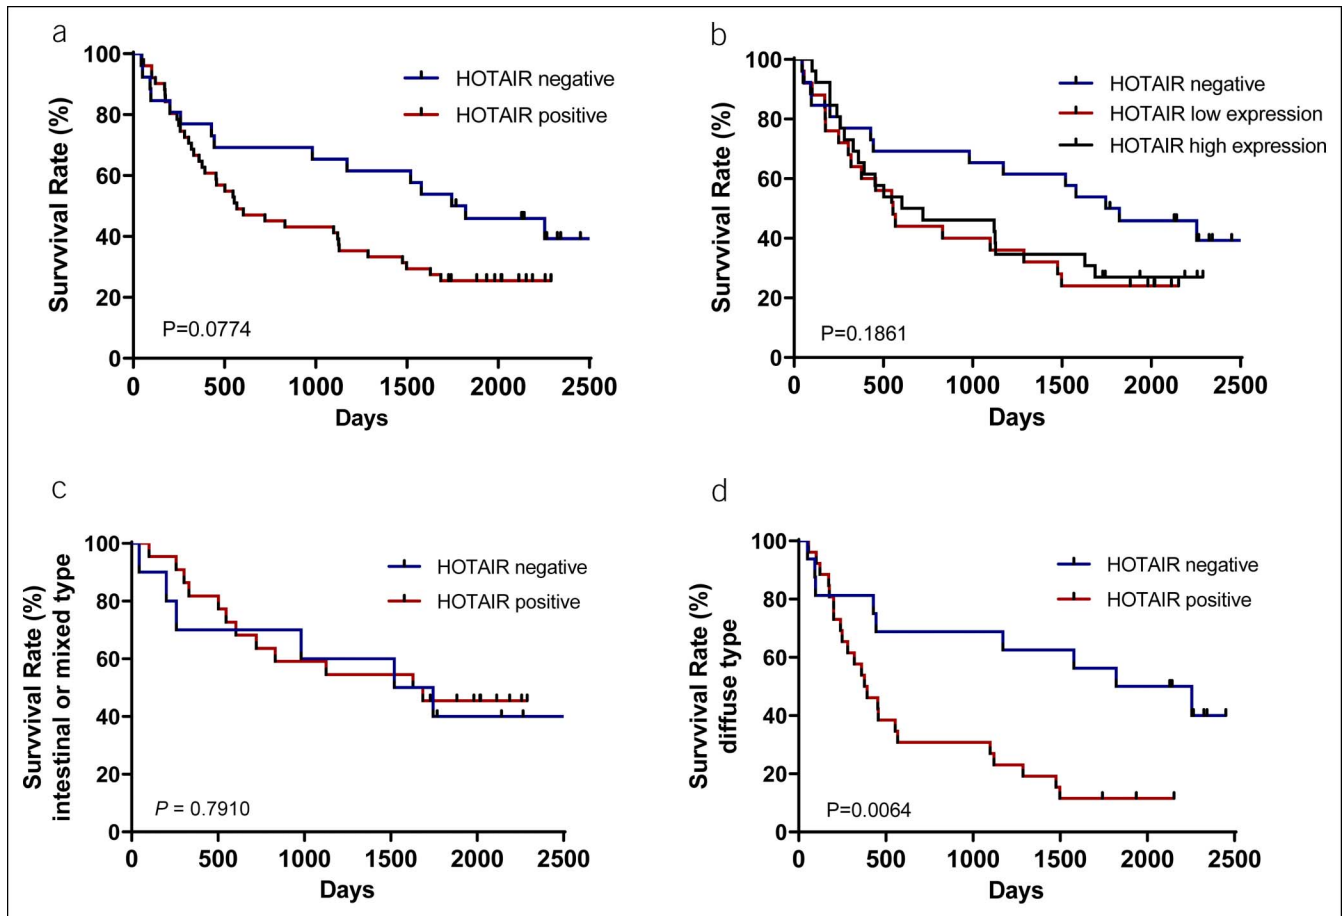 a
100
80
60
40
20
0
Survival Rate (%)
HOTAIR negative
HOTAIR positive
P=0.0774
0 500 1000 1500 2000 2500
Days
b
100
80
60
40
20
0
Survival Rate (%)
HOTAIR negative
HOTAIR low expression
HOTAIR high expression
P=0.1861
0 500 1000 1500 2000 2500
Days
c
100
80
60
40
20
0
Survival Rate (%)
intestinal or mixed type
HOTAIR negative
HOTAIR positive
P = 0.7910
0 500 1000 1500 2000 2500
Days
d
100
80
60
40
20
0
Survival Rate (%)
diffuse type
HOTAIR negative
HOTAIR positive
P=0.0064
0 500 1000 1500 2000 2500
Days